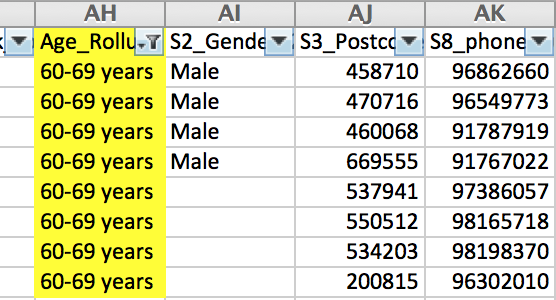 AH AI AJ AK
Age_Rollu S2_Gende S3_Postc S8_phone
60-69 years Male 458710 96862660
60-69 years Male 470716 96549773
60-69 years Male 460068 91787919
60-69 years Male 669555 91767022
60-69 years 537941 97386057
60-69 years 550512 98165718
60-69 years 534203 98198370
60-69 years 200815 96302010